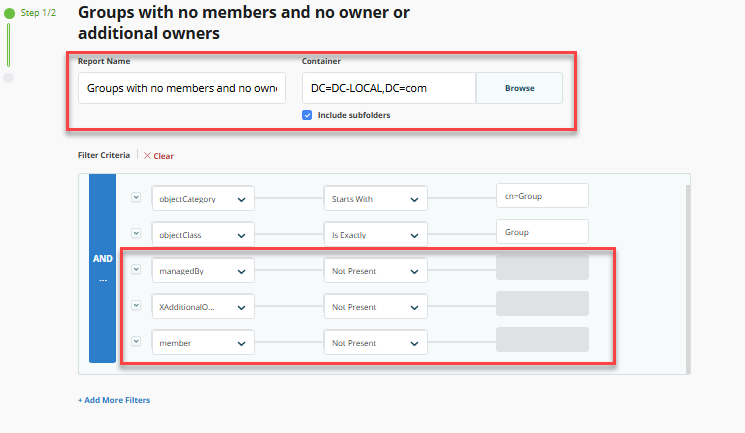 Step 1/2
Groups with no members and no owner or
additional owners
Report Name
Container
Groups with no members and no own
DC=DC-LOCAL,DC=com
Browse
Include subfolders
Filter Criteria
Clear
AND
...
objectCategory
Starts With
cn=Group
objectClass
Is Exactly
Group
managedBy
Not Present
XAdditionalO...
Not Present
member
Not Present
+ Add More Filters